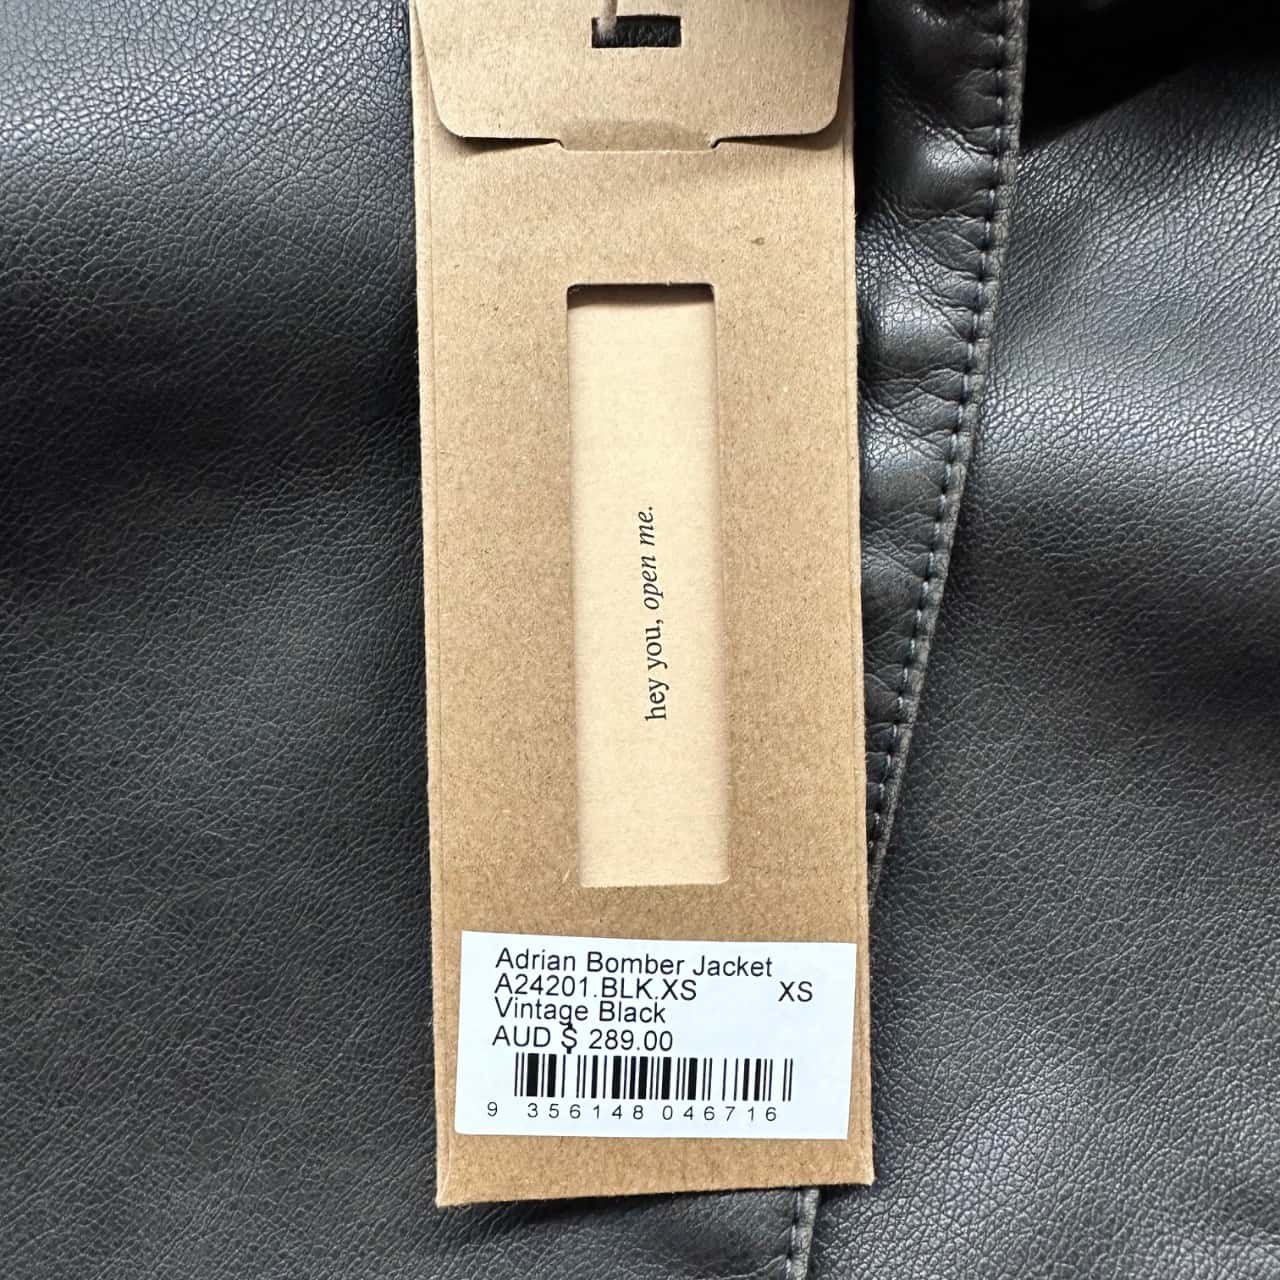 hey you, open me.
Adrian Bomber Jacket
A24201.BLK.XS XS
Vintage Black
AUD $ 289.00
9 356148 046716